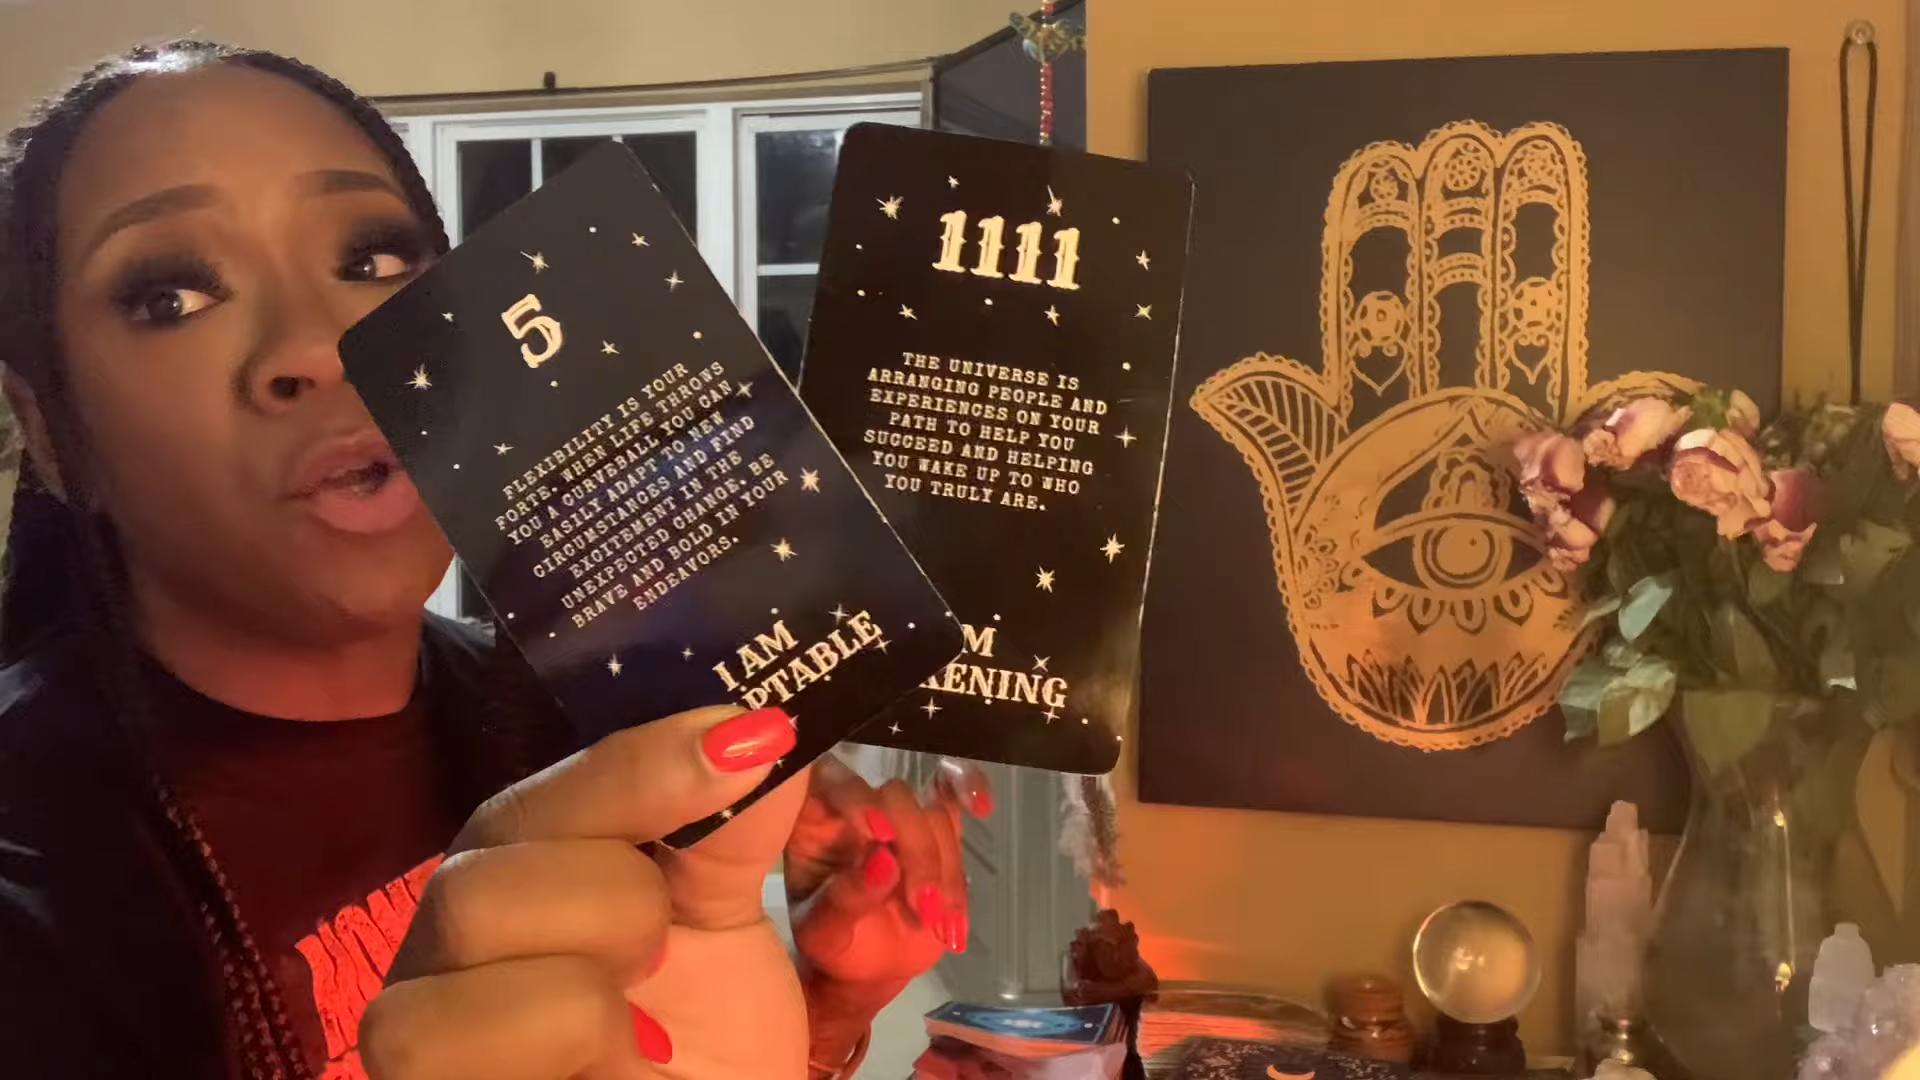 5
FLEXIBILITY IS YOUR
FORTE. WHEN LIFE THROWS
YOU A CURVEBALL YOU CAN
EASILY ADAPT TO NEW
CIRCUMSTANCES AND FIND
EXCITEMENT IN THE
UNEXPECTED CHANGE. BE
BRAVE AND BOLD IN YOUR
ENDEAVORS.
I AM
PTABLE
1111
THE UNIVERSE IS
ARRANGING PEOPLE AND
EXPERIENCES ON YOUR
PATH TO HELP YOU
SUCCEED AND HELPING
YOU WAKE UP TO WHO
YOU TRULY ARE.
M
KENING